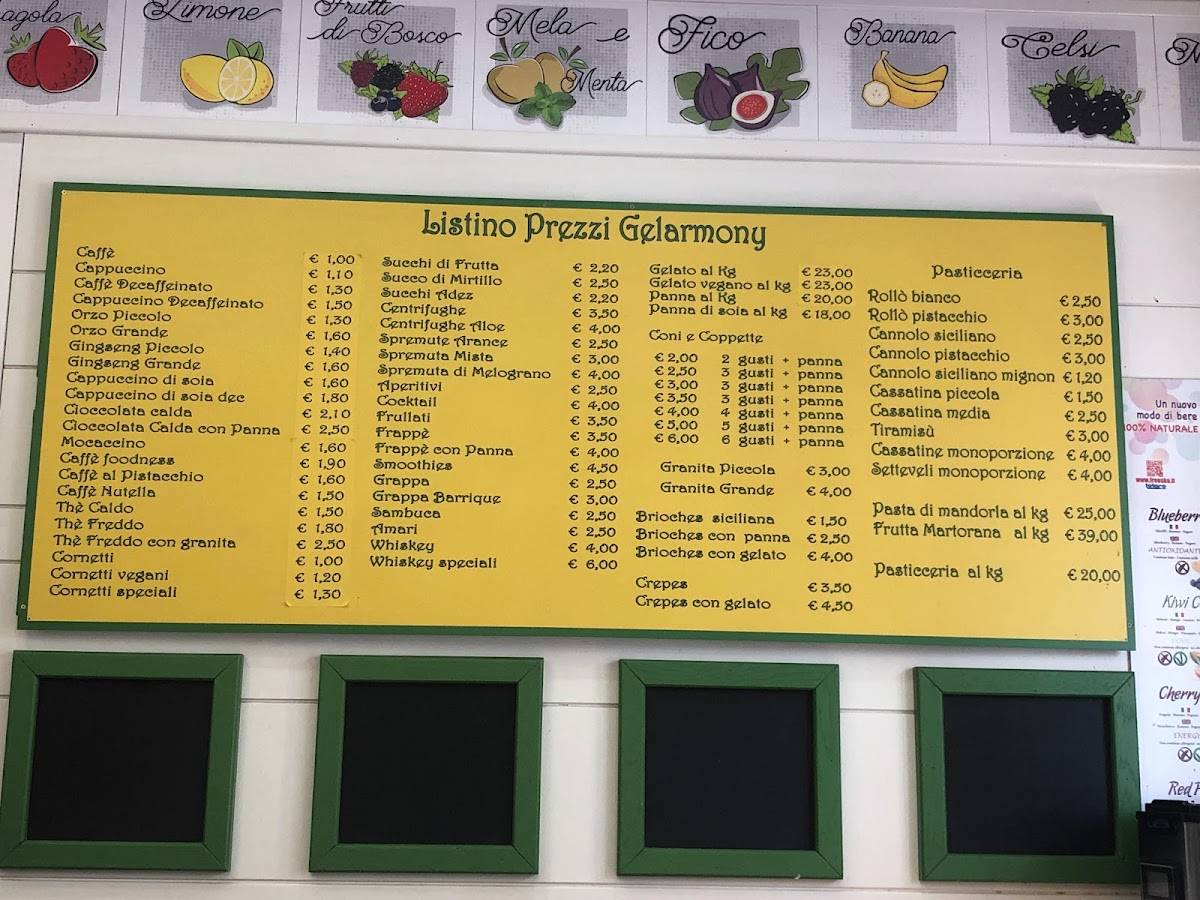 Limone
Frutti
di Bosco
Mela e
Menta
Fico
Banana
Gelsi
Listino Prezzi Gelarmony
Caffè € 1,00
Cappuccino € 1,10
Caffè Decaffeinato € 1,30
Cappuccino Decaffeinato € 1,50
Orzo Piccolo € 1,30
Orzo Grande € 1,60
Gingseng Piccolo € 1,40
Gingseng Grande € 1,60
Cappuccino di soia € 1,60
Cappuccino di soia dec € 1,80
Cioccolata calda € 2,10
Cioccolata Calda con Panna € 2,50
Mocaccino € 1,60
Caffè foodness € 1,90
Caffè al Pistacchio € 1,60
Caffè Nutella € 1,50
Thè Caldo € 1,50
Thè Freddo € 1,80
Thè Freddo con granita € 2,50
Cornetti € 1,00
Cornetti vegani € 1,20
Cornetti speciali € 1,30
Succhi di Frutta € 2,20
Succo di Mirtillo € 2,50
Succhi Adez € 2,20
Centrifughe € 3,50
Centrifughe Aloe € 4,00
Spremute Arance € 2,50
Spremuta Mista € 3,00
Spremuta di Melograno € 4,00
Aperitivi € 2,50
Cocktail € 4,00
Frullati € 3,50
Frappè € 3,50
Frappè con Panna € 4,00
Smoothies € 4,50
Grappa € 2,50
Grappa Barrique € 3,00
Sambuca € 2,50
Amari € 2,50
Whiskey € 4,00
Whiskey speciali € 6,00
Gelato al Kg € 23,00
Gelato vegano al kg € 23,00
Panna al Kg € 20,00
Panna di soia al kg € 18,00
Coni e Coppette
€ 2,00 2 gusti + panna
€ 2,50 3 gusti + panna
€ 3,00 3 gusti + panna
€ 3,50 3 gusti + panna
€ 4,00 4 gusti + panna
€ 5,00 5 gusti + panna
€ 6,00 6 gusti + panna
Granita Piccola € 3,00
Granita Grande € 4,00
Brioches siciliana € 1,50
Brioches con panna € 2,50
Brioches con gelato € 4,00
Crepes € 3,50
Crepes con gelato € 4,50
Pasticceria
Rollò bianco € 2,50
Rollò pistacchio € 3,00
Cannolo siciliano € 2,50
Cannolo pistacchio € 3,00
Cannolo siciliano mignon € 1,20
Cassatina piccola € 1,50
Cassatina media € 2,50
Tiramisù € 3,00
Cassatine monoporzione € 4,00
Setteveli monoporzione € 4,00
Pasta di mandorla al kg € 25,00
Frutta Martorana al kg € 39,00
Pasticceria al kg € 20,00
Un nuovo
modo di bere
100% NATURALE
Blueberr
Kiwi C
Cherry
Red